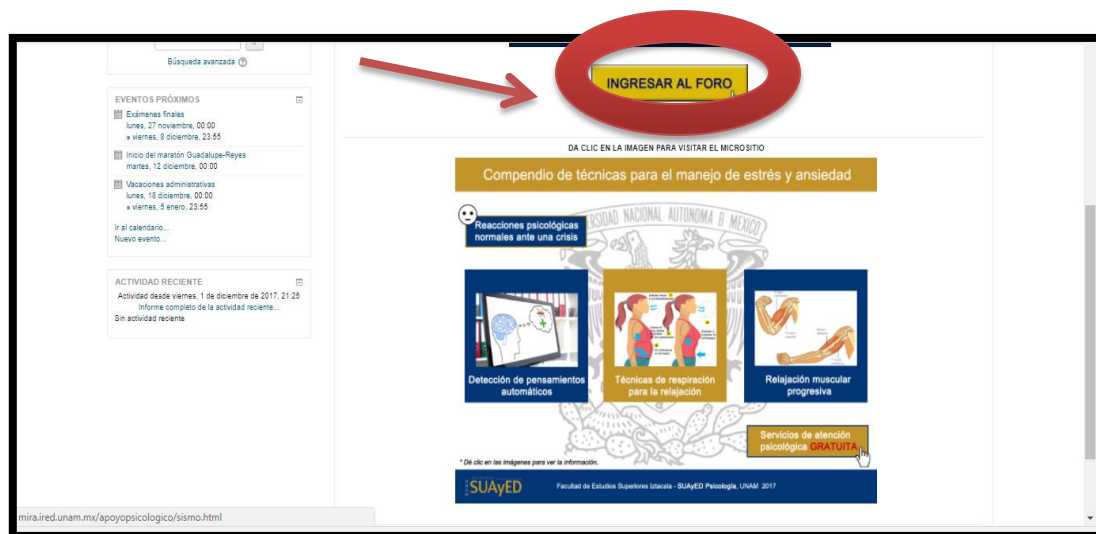 Búsqueda avanzada
INGRESAR AL FORO
EVENTOS PRÓXIMOS
Exámenes finales
lunes, 27 noviembre, 00:00
» viernes, 8 diciembre, 23:55
Inicio del maratón Guadalupe-Reyes
martes, 12 diciembre, 00:00
Vacaciones administrativas
lunes, 18 diciembre, 00:00
» viernes, 5 enero, 23:55
Ir al calendario...
Nuevo evento...
ACTIVIDAD RECIENTE
Actividad desde viernes, 1 de diciembre de 2017, 21:25
Informe completo de la actividad reciente...
Sin actividad reciente
DA CLIC EN LA IMAGEN PARA VISITAR EL MICROSITIO
Compendio de técnicas para el manejo de estrés y ansiedad
NACIONAL AUTONOMA
Reacciones psicológicas
normales ante una crisis
Detección de pensamientos
automáticos
Técnicas de respiración
para la relajación
Relajación muscular
progresiva
Servicios de atención
psicológica GRATUITA
* Dé clic en las imágenes para ver la información.
SUAyED
Facultad de Estudios Superiores Iztacala - SUAyED Psicología, UNAM 2017
mira.ired.unam.mx/apoyopsicologico/sismo.html